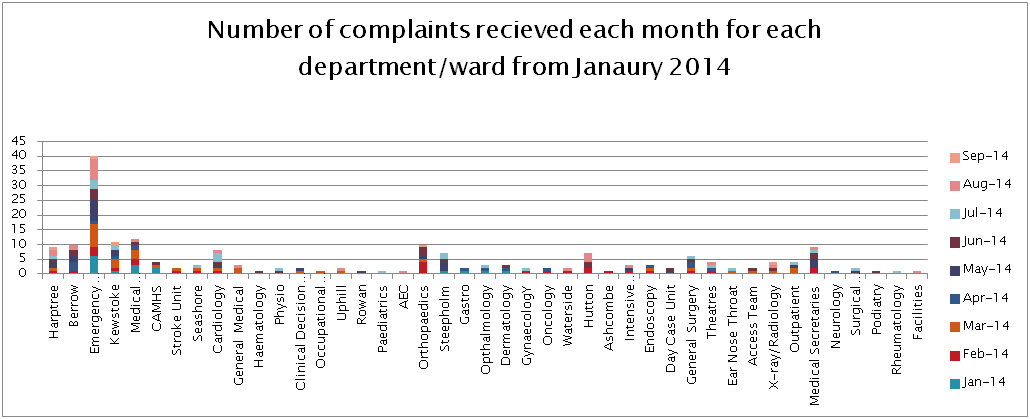 Number of complaints recieved each month for each
department/ward from Janaury 2014
45
40
35
30
25
20
15
10
5
0
Harptree
Berrow
Emergency ...
Kewstoke
Medical ...
CAMHS
Stroke Unit
Seashore
Cardiology
General Medical
Haematology
Physio
Clinical Decision ...
Occupational ...
Uphill
Rowan
Paediatrics
AEC
Orthopaedics
Steepholm
Gastro
Opthalmology
Dermatology
GynaecologY
Oncology
Waterside
Hutton
Ashcombe
Intensive ...
Endoscopy
Day Case Unit
General Surgery
Theatres
Ear Nose Throat
Access Team
X-ray/Radiology
Outpatient
Medical Secretaries
Neurology
Surgical ...
Podiatry
Rheumatology
Facilities
Sep-14
Aug-14
Jul-14
Jun-14
May-14
Apr-14
Mar-14
Feb-14
Jan-14